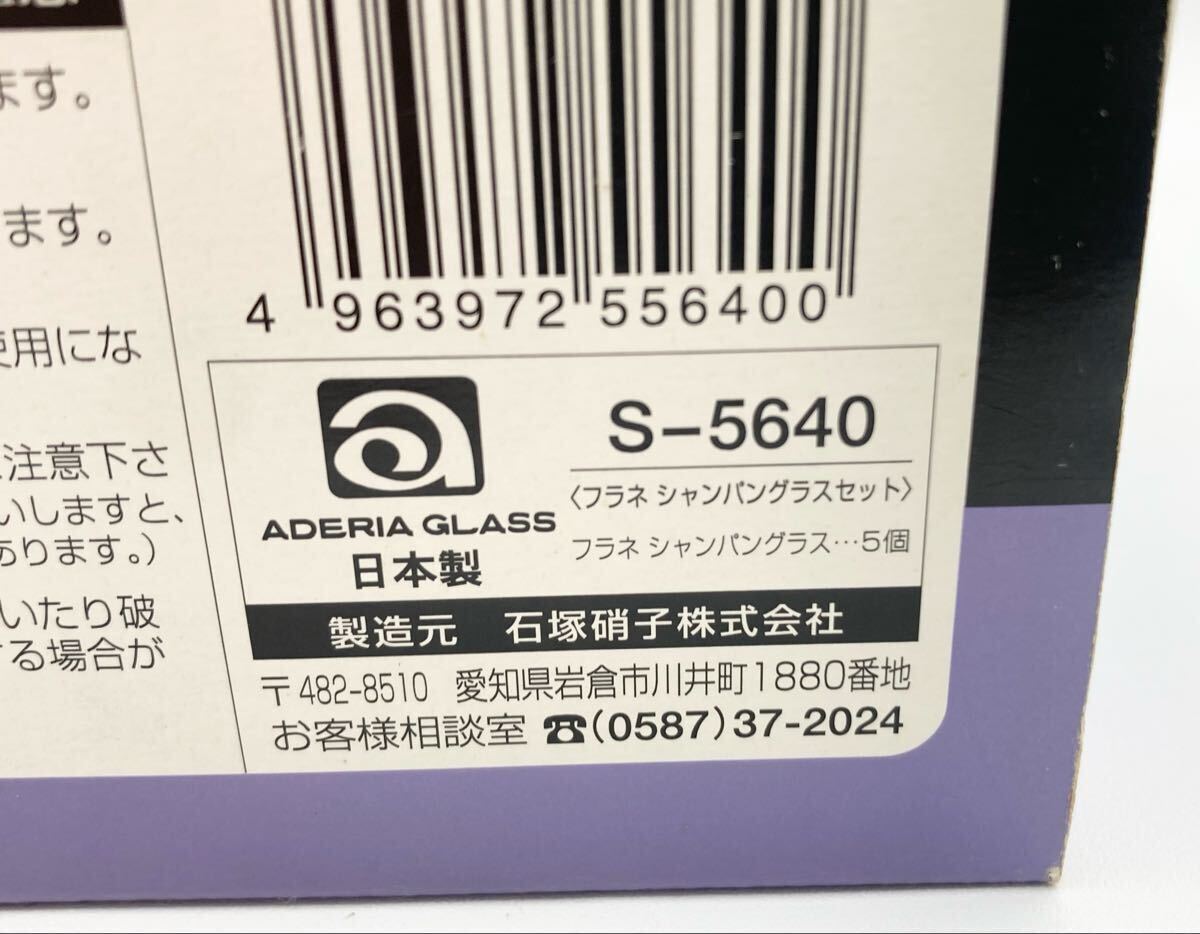 ます。
ます。
使用にな
注意下さ
いしますと、
あります。)
いたり破
する場合が
4 963972 556400
ADERIA GLASS
日本製
S-5640
〈フラネ シャンパングラスセット〉
フラネ シャンパングラス…5個
製造元 石塚硝子株式会社
〒482-8510 愛知県岩倉市川井町1880番地
お客様相談室 ☎(0587)37-2024